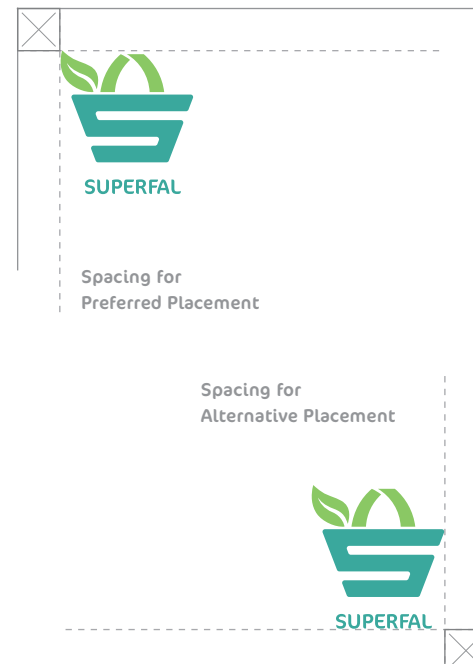 SUPERFAL
Spacing for
Preferred Placement
Spacing for
Alternative Placement
SUPERFAL